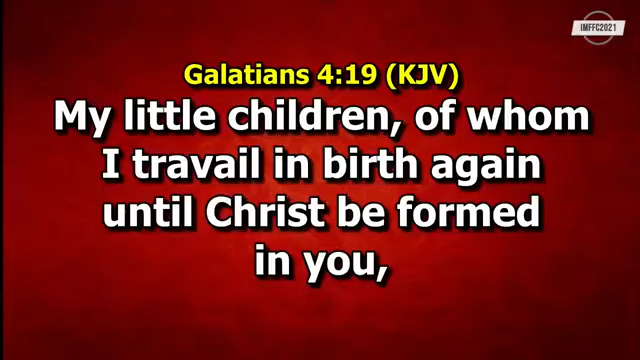 IMFFC2021
Galatians 4:19 (KJV)
My little children, of whom
I travail in birth again
until Christ be formed
in you,